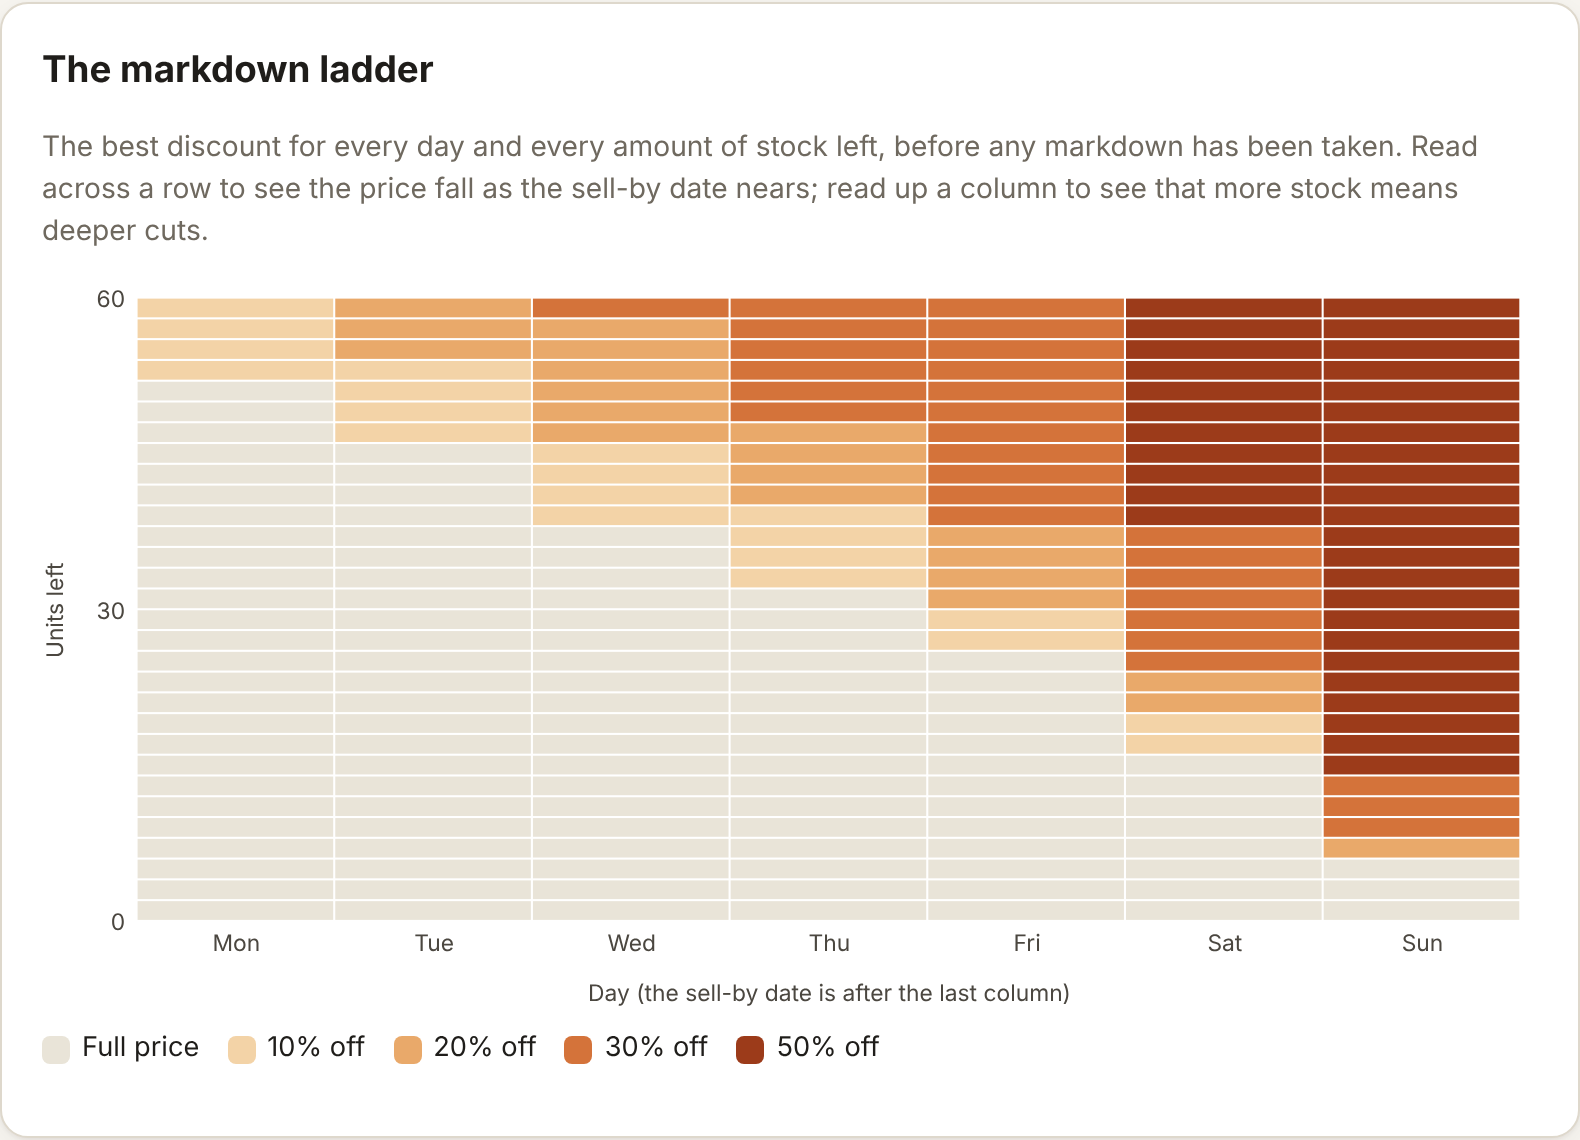 The markdown ladder
The best discount for every day and every amount of stock left, before any markdown has been taken. Read
across a row to see the price fall as the sell-by date nears; read up a column to see that more stock means
deeper cuts.
60
30
0
Units left
Mon Tue Wed Thu Fri Sat Sun
Day (the sell-by date is after the last column)
Full price 10% off 20% off 30% off 50% off